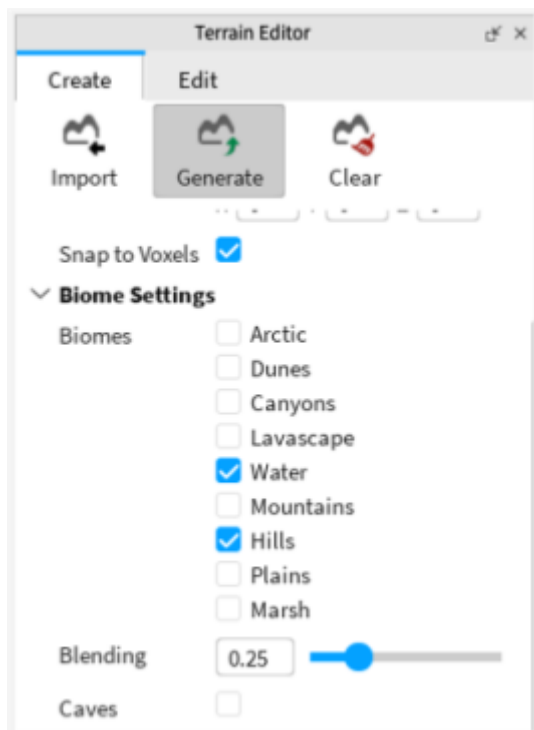 Terrain Editor
Create Edit
Import Generate Clear
Snap to Voxels
Biome Settings
Biomes Arctic
Dunes
Canyons
Lavascape
Water
Mountains
Hills
Plains
Marsh
Blending 0.25
Caves